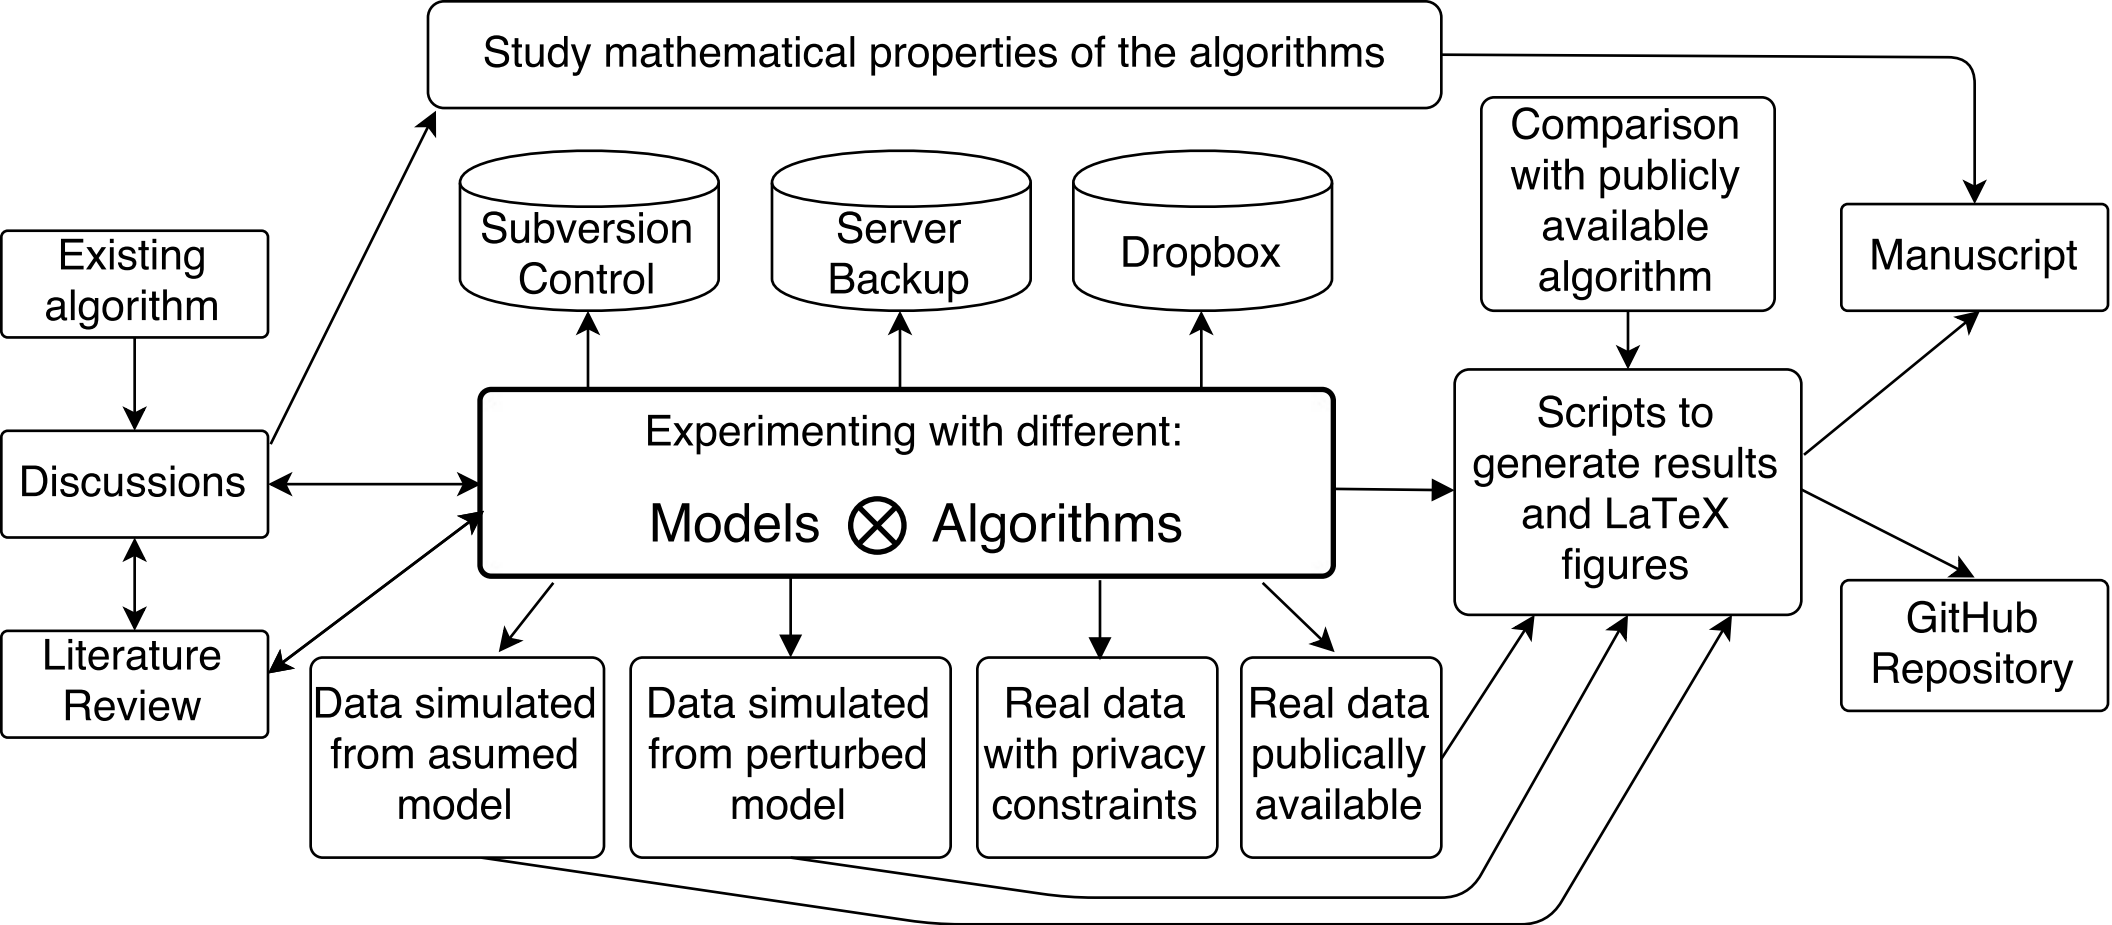 Study mathematical properties of the algorithms
Existing
algorithm
Discussions
Literature
Review
Subversion
Control
Server
Backup
Dropbox
Experimenting with different:
Models ⊗ Algorithms
Data simulated
from asumed
model
Data simulated
from perturbed
model
Real data
with privacy
constraints
Real data
publically
available
Comparison
with publicly
available
algorithm
Scripts to
generate results
and LaTeX
figures
Manuscript
GitHub
Repository